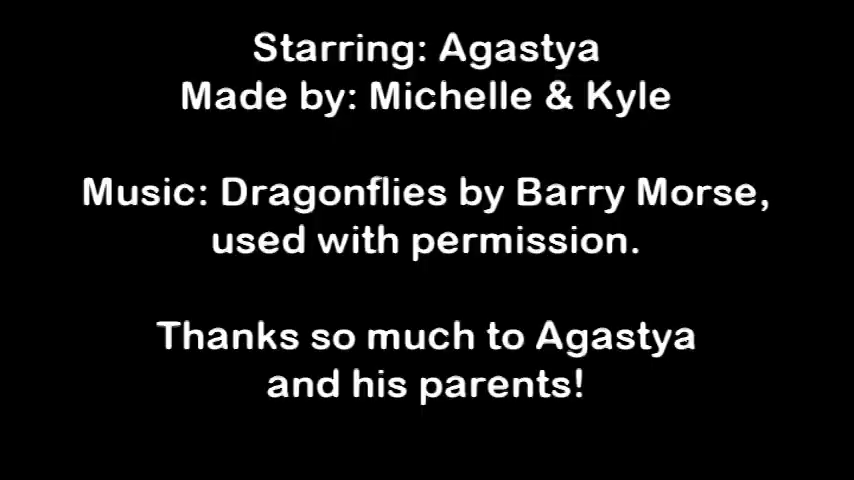 Starring: Agastya
Made by: Michelle & Kyle
Music: Dragonflies by Barry Morse,
used with permission.
Thanks so much to Agastya
and his parents!